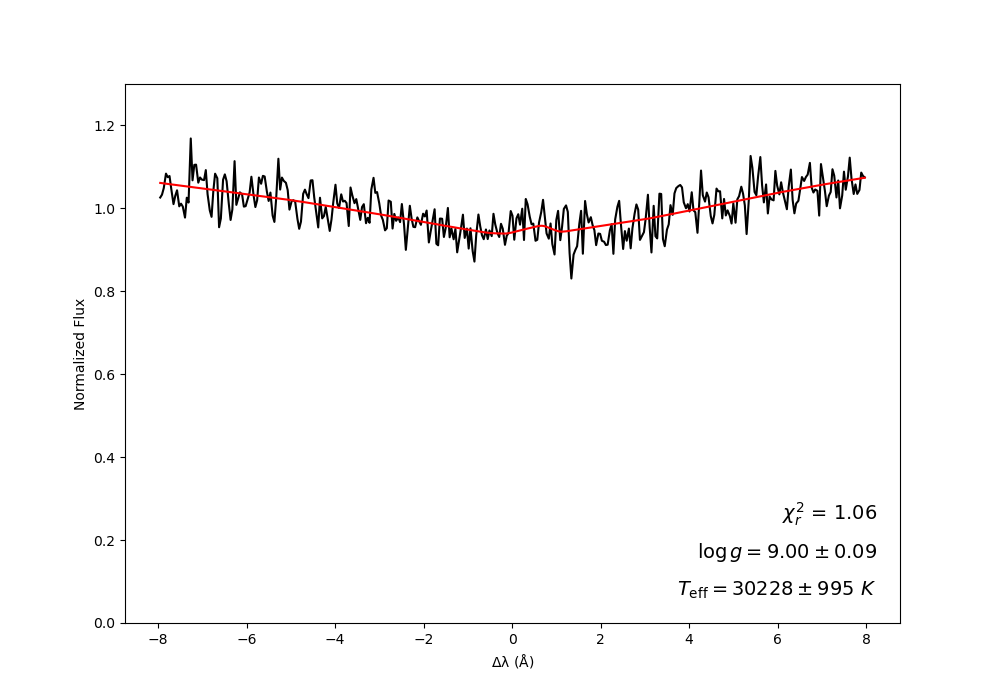 1.2
1.0
0.8
0.6
0.4
0.2
0.0
Normalized Flux
χ²ᵣ = 1.06
log g = 9.00 ± 0.09
T_eff = 30228 ± 995 K
−8 −6 −4 −2 0 2 4 6 8
Δλ (Å)